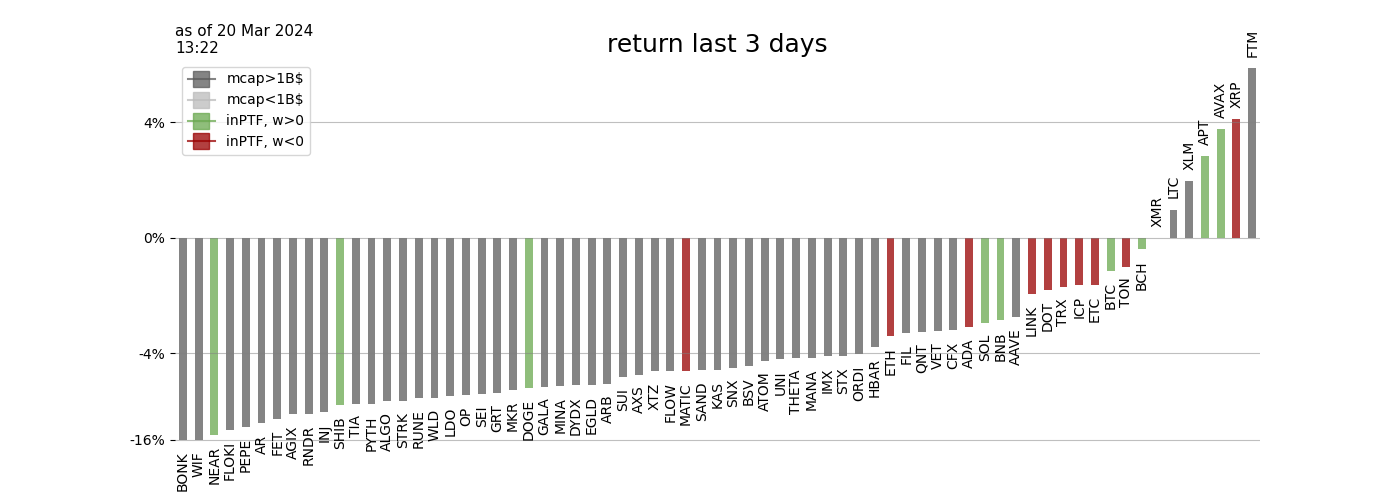 as of 20 Mar 2024
13:22
return last 3 days
mcap>1B$
mcap<1B$
inPTF, w>0
inPTF, w<0
4%
0%
-4%
-16%
BONK
WIF
NEAR
FLOKI
PEPE
AR
FET
AGIX
RNDR
INJ
SHIB
TIA
PYTH
ALGO
STRK
RUNE
WLD
LDO
OP
SEI
GRT
MKR
DOGE
GALA
MINA
DYDX
EGLD
ARB
SUI
AXS
XTZ
FLOW
MATIC
SAND
KAS
SNX
BSV
ATOM
UNI
THETA
MANA
IMX
STX
ORDI
HBAR
ETH
FIL
QNT
VET
CFX
ADA
SOL
BNB
AAVE
LINK
DOT
TRX
ICP
ETC
BTC
TON
BCH
XMR
LTC
XLM
APT
AVAX
XRP
FTM